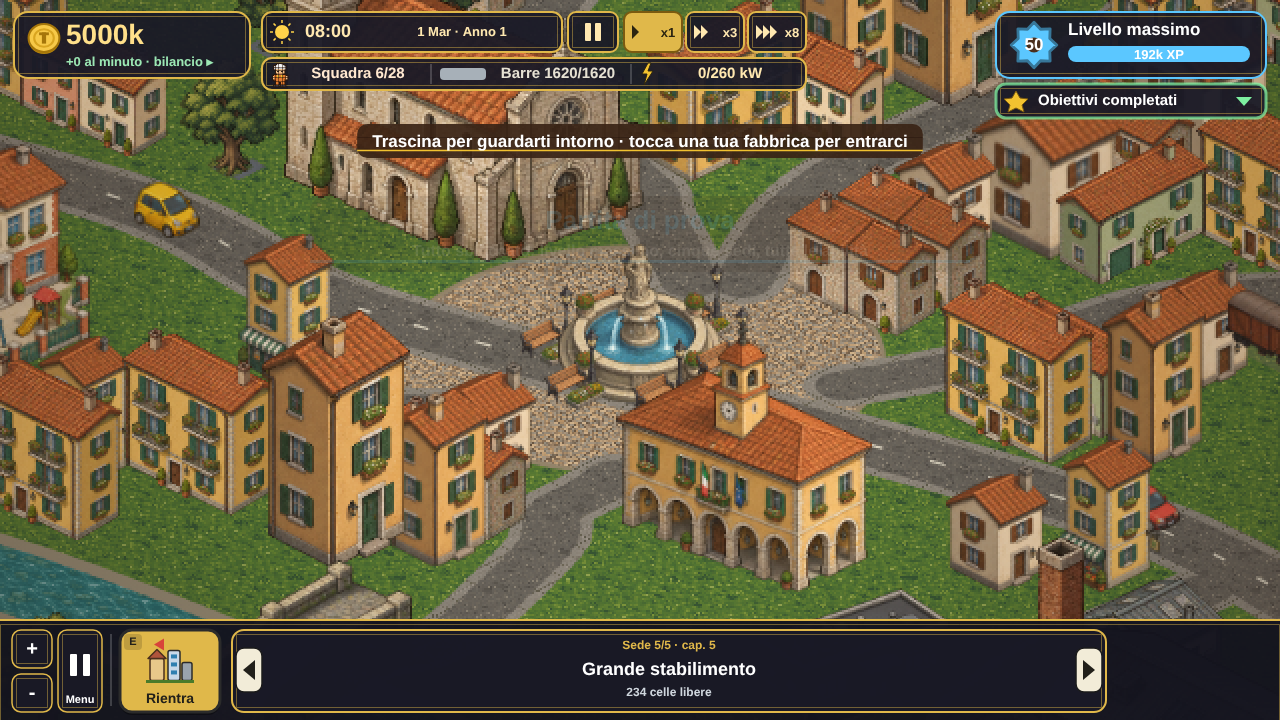 5000k
+0 al minuto · bilancio ▸
08:00
1 Mar · Anno 1
x1
x3
x8
Squadra 6/28
Barre 1620/1620
0/260 kW
50
Livello massimo
192k XP
Obiettivi completati
Trascina per guardarti intorno · tocca una tua fabbrica per entrarci
+
-
Menu
E
Rientra
Sede 5/5 · cap. 5
Grande stabilimento
234 celle libere